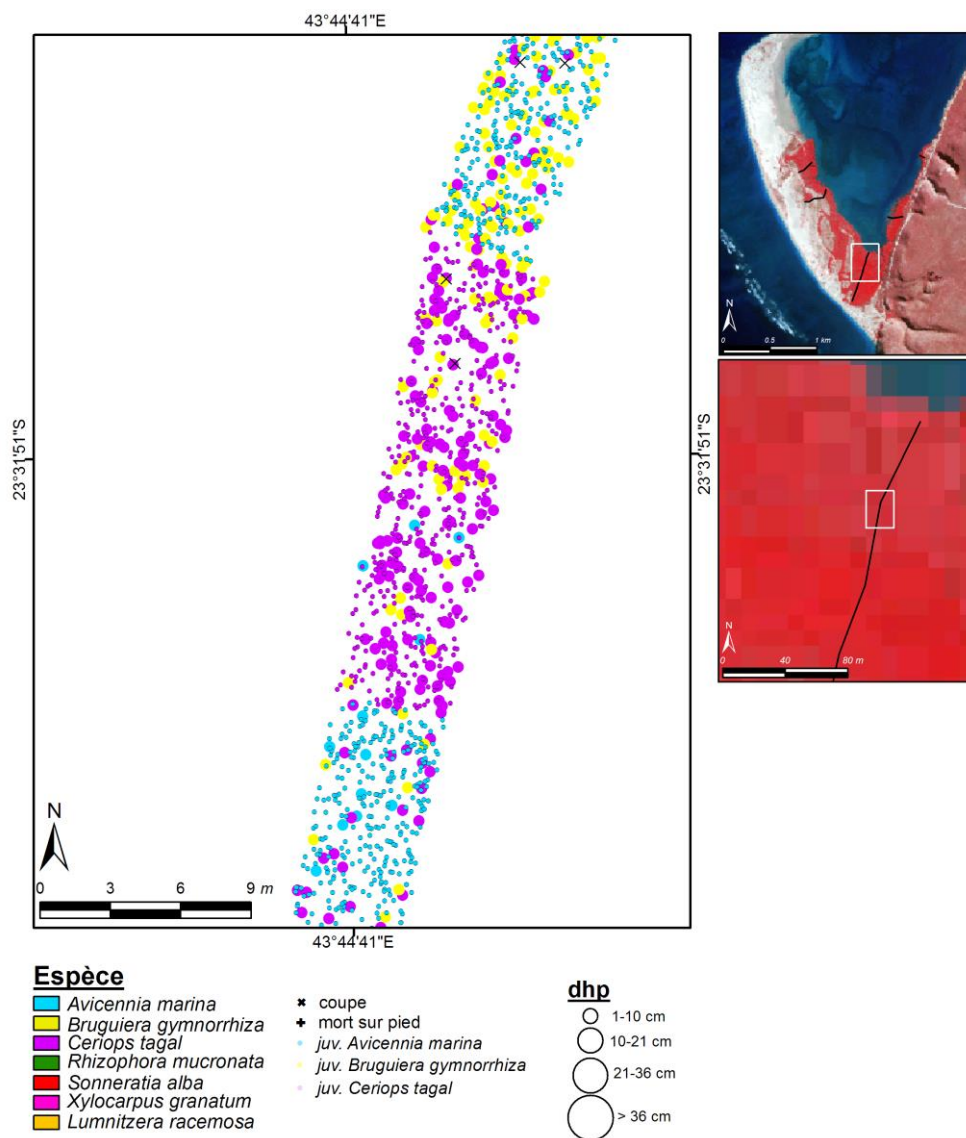 43°44'41"E
23°31'51"S
23°31'51"S
N
0 3 6 9 m
43°44'41"E
N
0 0.5 1 km
N
0 40 80 m
Espèce
Avicennia marina
Bruguiera gymnorrhiza
Ceriops tagal
Rhizophora mucronata
Sonneratia alba
Xylocarpus granatum
Lumnitzera racemosa
coupe
mort sur pied
juv. Avicennia marina
juv. Bruguiera gymnorrhiza
juv. Ceriops tagal
dhp
1-10 cm
10-21 cm
21-36 cm
> 36 cm